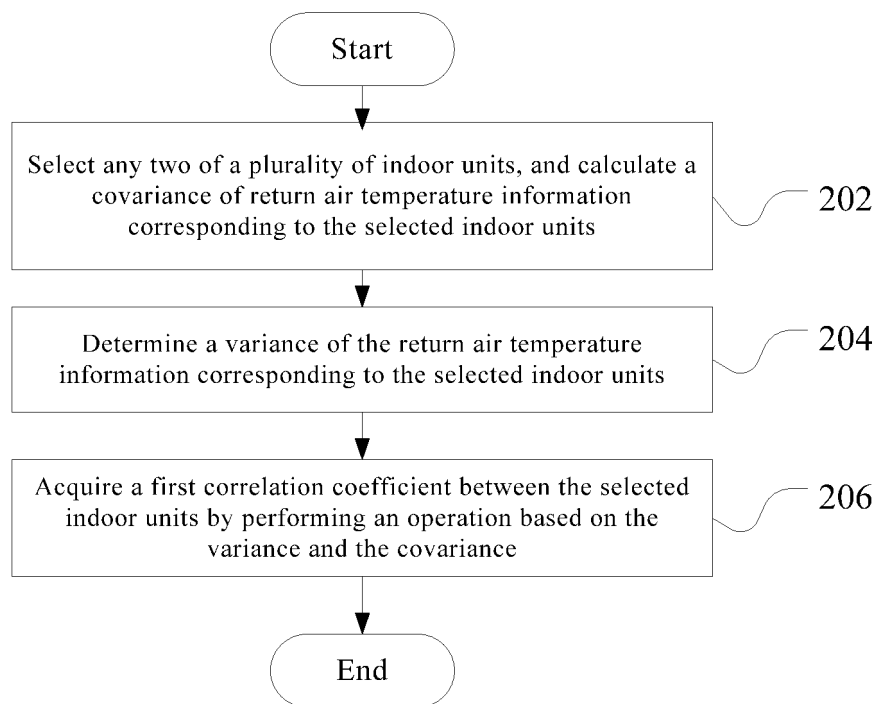 Start
Select any two of a plurality of indoor units, and calculate a
covariance of return air temperature information
corresponding to the selected indoor units
202
Determine a variance of the return air temperature
information corresponding to the selected indoor units
204
Acquire a first correlation coefficient between the selected
indoor units by performing an operation based on the
variance and the covariance
206
End